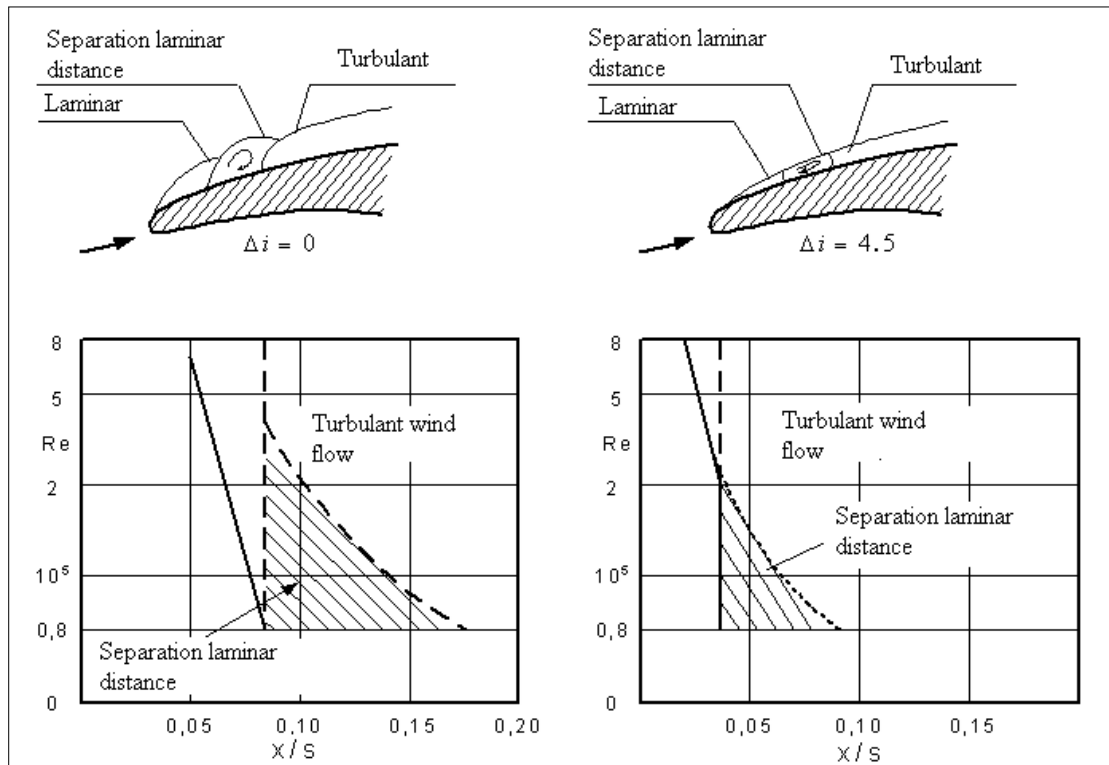 Separation laminar
distance
Turbulant
Laminar
Δi = 0
Separation laminar
distance
Turbulant
Laminar
Δi = 4.5
8
5
Re
2
10⁵
0,8
0
Turbulant wind
flow
Separation laminar
distance
0,05 0,10 0,15 0,20
x/s
8
5
Re
2
10⁵
0,8
0
Turbulant wind
flow
Separation laminar
distance
0,05 0,10 0,15
x/s